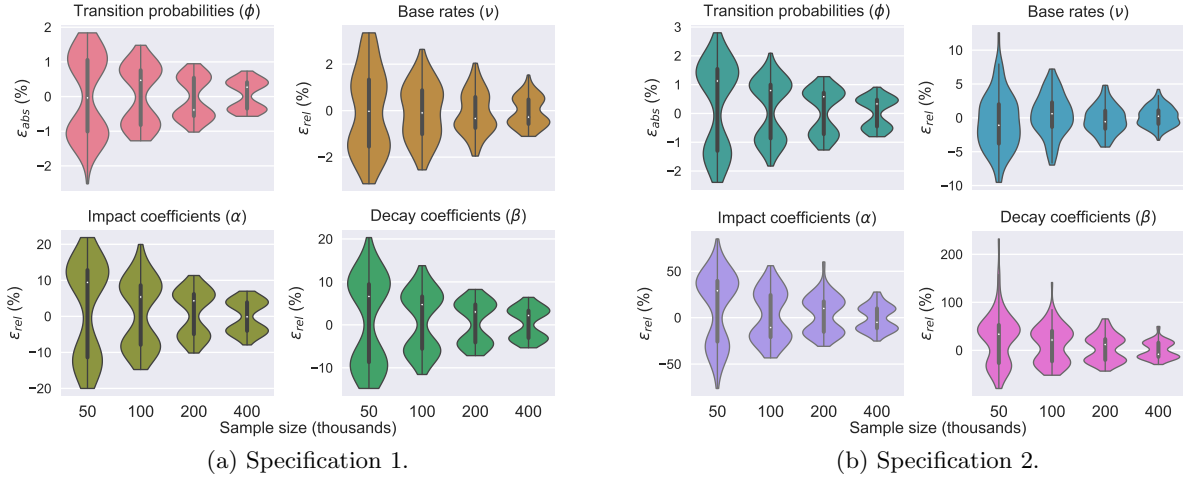 Transition probabilities (ϕ)
Base rates (ν)
2
1
0
−1
−2
ε_abs (%)
2
0
−2
ε_rel (%)
Impact coefficients (α)
Decay coefficients (β)
20
10
0
−10
−20
ε_rel (%)
20
10
0
−10
ε_rel (%)
50 100 200 400
50 100 200 400
Sample size (thousands)
(a) Specification 1.
Transition probabilities (ϕ)
Base rates (ν)
3
2
1
0
−1
−2
ε_abs (%)
10
5
0
−5
−10
ε_rel (%)
Impact coefficients (α)
Decay coefficients (β)
50
0
−50
ε_rel (%)
200
100
0
ε_rel (%)
50 100 200 400
50 100 200 400
Sample size (thousands)
(b) Specification 2.